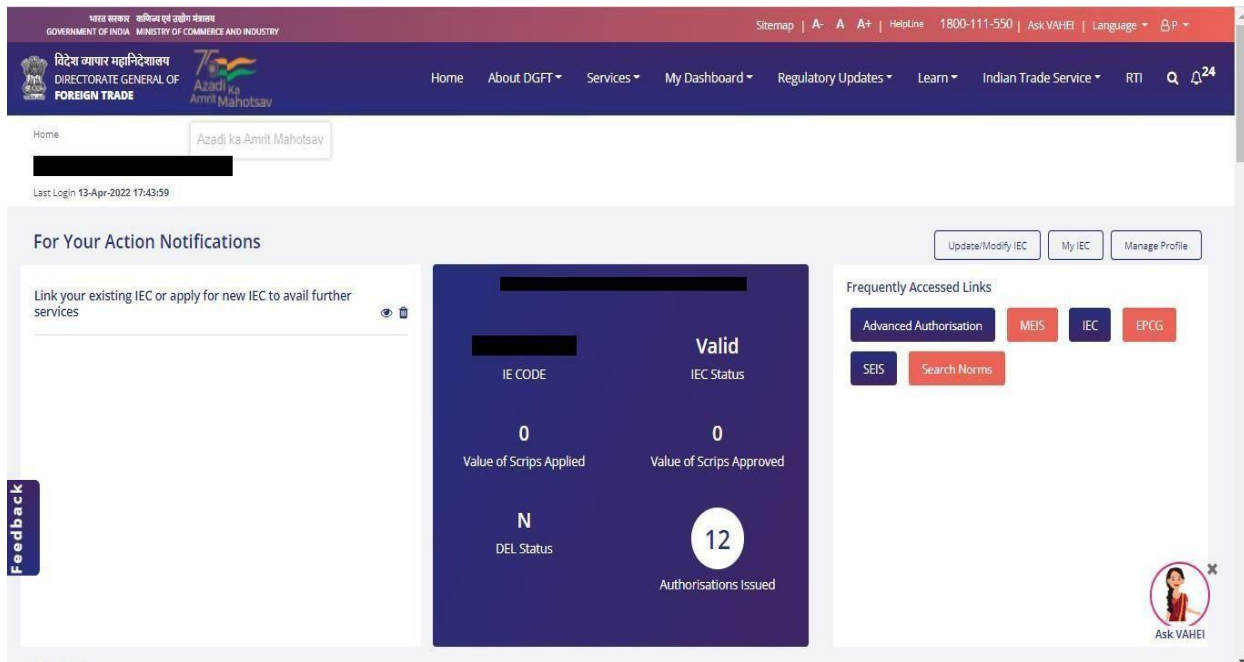 भारत सरकार वाणिज्य एवं उद्योग मंत्रालय
GOVERNMENT OF INDIA MINISTRY OF COMMERCE AND INDUSTRY
Sitemap | A- A A+ | HelpLine 1800-111-550 | Ask VAHEI | Language P
विदेश व्यापार महानिदेशालय
DIRECTORATE GENERAL OF
FOREIGN TRADE
75
Azadi Ka
Amrit Mahotsav
Home About DGFT Services My Dashboard Regulatory Updates Learn Indian Trade Service RTI 24
Home
Azadi ka Amrit Mahotsav
Last Login 13-Apr-2022 17:43:59
For Your Action Notifications
Update/Modify IEC My IEC Manage Profile
Link your existing IEC or apply for new IEC to avail further
services
IE CODE
Valid
IEC Status
0
Value of Scrips Applied
0
Value of Scrips Approved
N
DEL Status
12
Authorisations Issued
Frequently Accessed Links
Advanced Authorisation MEIS IEC EPCG
SEIS Search Norms
Feedback
Ask VAHEI